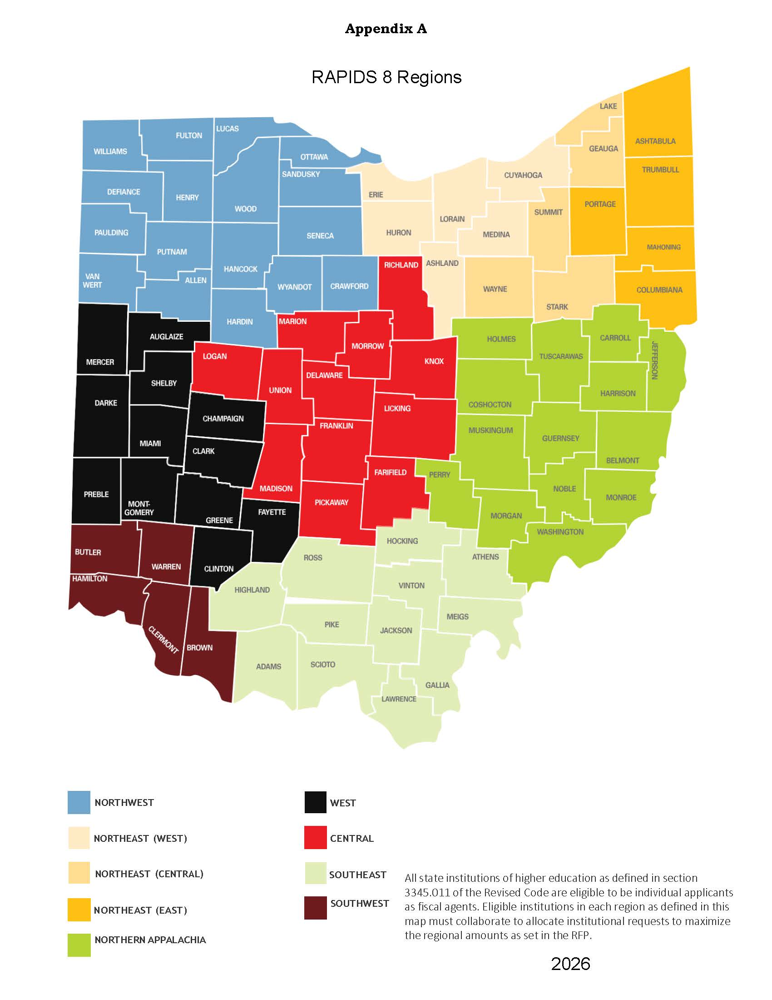 Appendix A
RAPIDS 8 Regions
LAKE
ASHTABULA
GEAUGA
LUCAS
FULTON
WILLIAMS
OTTAWA
SANDUSKY
CUYAHOGA
TRUMBULL
DEFIANCE
HENRY
ERIE
PORTAGE
WOOD
SUMMIT
LORAIN
PAULDING
HURON
MEDINA
SENECA
MAHONING
PUTNAM
HANCOCK
RICHLAND
ASHLAND
VAN
WERT
ALLEN
WYANDOT
CRAWFORD
WAYNE
COLUMBIANA
STARK
HARDIN
MARION
AUGLAIZE
MORROW
HOLMES
CARROLL
JEFFERSON
LOGAN
TUSCARAWAS
MERCER
KNOX
DELAWARE
SHELBY
UNION
HARRISON
DARKE
LICKING
COSHOCTON
CHAMPAIGN
FRANKLIN
MUSKINGUM
GUERNSEY
MIAMI
CLARK
BELMONT
FARIFIELD
PERRY
MADISON
NOBLE
PREBLE
MONROE
MONT-
GOMERY
PICKAWAY
FAYETTE
MORGAN
GREENE
WASHINGTON
HOCKING
BUTLER
ROSS
ATHENS
WARREN
CLINTON
HAMILTON
VINTON
HIGHLAND
MEIGS
PIKE
JACKSON
CLERMONT
BROWN
ADAMS
SCIOTO
GALLIA
LAWRENCE
NORTHWEST
NORTHEAST (WEST)
NORTHEAST (CENTRAL)
NORTHEAST (EAST)
NORTHERN APPALACHIA
WEST
CENTRAL
SOUTHEAST
SOUTHWEST
All state institutions of higher education as defined in section
3345.011 of the Revised Code are eligible to be individual applicants
as fiscal agents. Eligible institutions in each region as defined in this
map must collaborate to allocate institutional requests to maximize
the regional amounts as set in the RFP.
2026